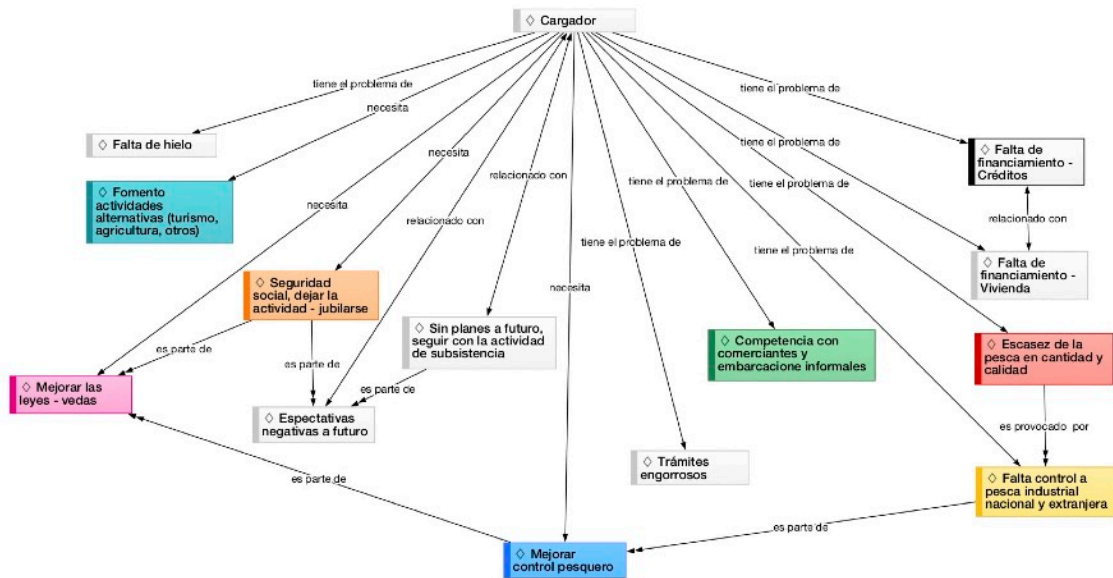 ◇ Cargador
tiene el problema de
tiene el problema de
necesita
◇ Falta de hielo
necesita
◇ Falta de
financiamiento -
Créditos
tiene el problema de
relacionado con
tiene el problema de
tiene el problema de
◇ Fomento
actividades
alternativas (turismo,
agricultura, otros)
necesita
relacionado con
relacionado con
tiene el problema de
tiene el problema de
◇ Falta de
financiamiento -
Vivienda
◇ Seguridad
social, dejar la
actividad - jubilarse
necesita
◇ Sin planes a futuro,
seguir con la actividad
de subsistencia
es parte de
◇ Competencia con
comerciantes y
embarcacione informales
◇ Escasez de la
pesca en cantidad y
calidad
es parte de
◇ Mejorar las
leyes - vedas
es parte de
◇ Espectativas
negativas a futuro
es provocado por
◇ Trámites
engorrosos
◇ Falta control a
pesca industrial
nacional y extranjera
es parte de
es parte de
◇ Mejorar
control pesquero